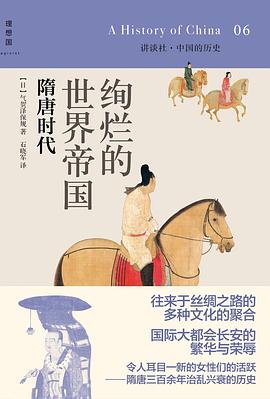 理想国
imaginist
A History of China 06
讲谈社·中国的历史
绚烂的
世界帝国
隋唐时代
[日]气贺泽保规 著
石晓军 译
往来于丝绸之路的
多种文化的聚合
国际大都会长安的
繁华与荣辱
令人耳目一新的女性们的活跃
——隋唐三百余年治乱兴衰的历史